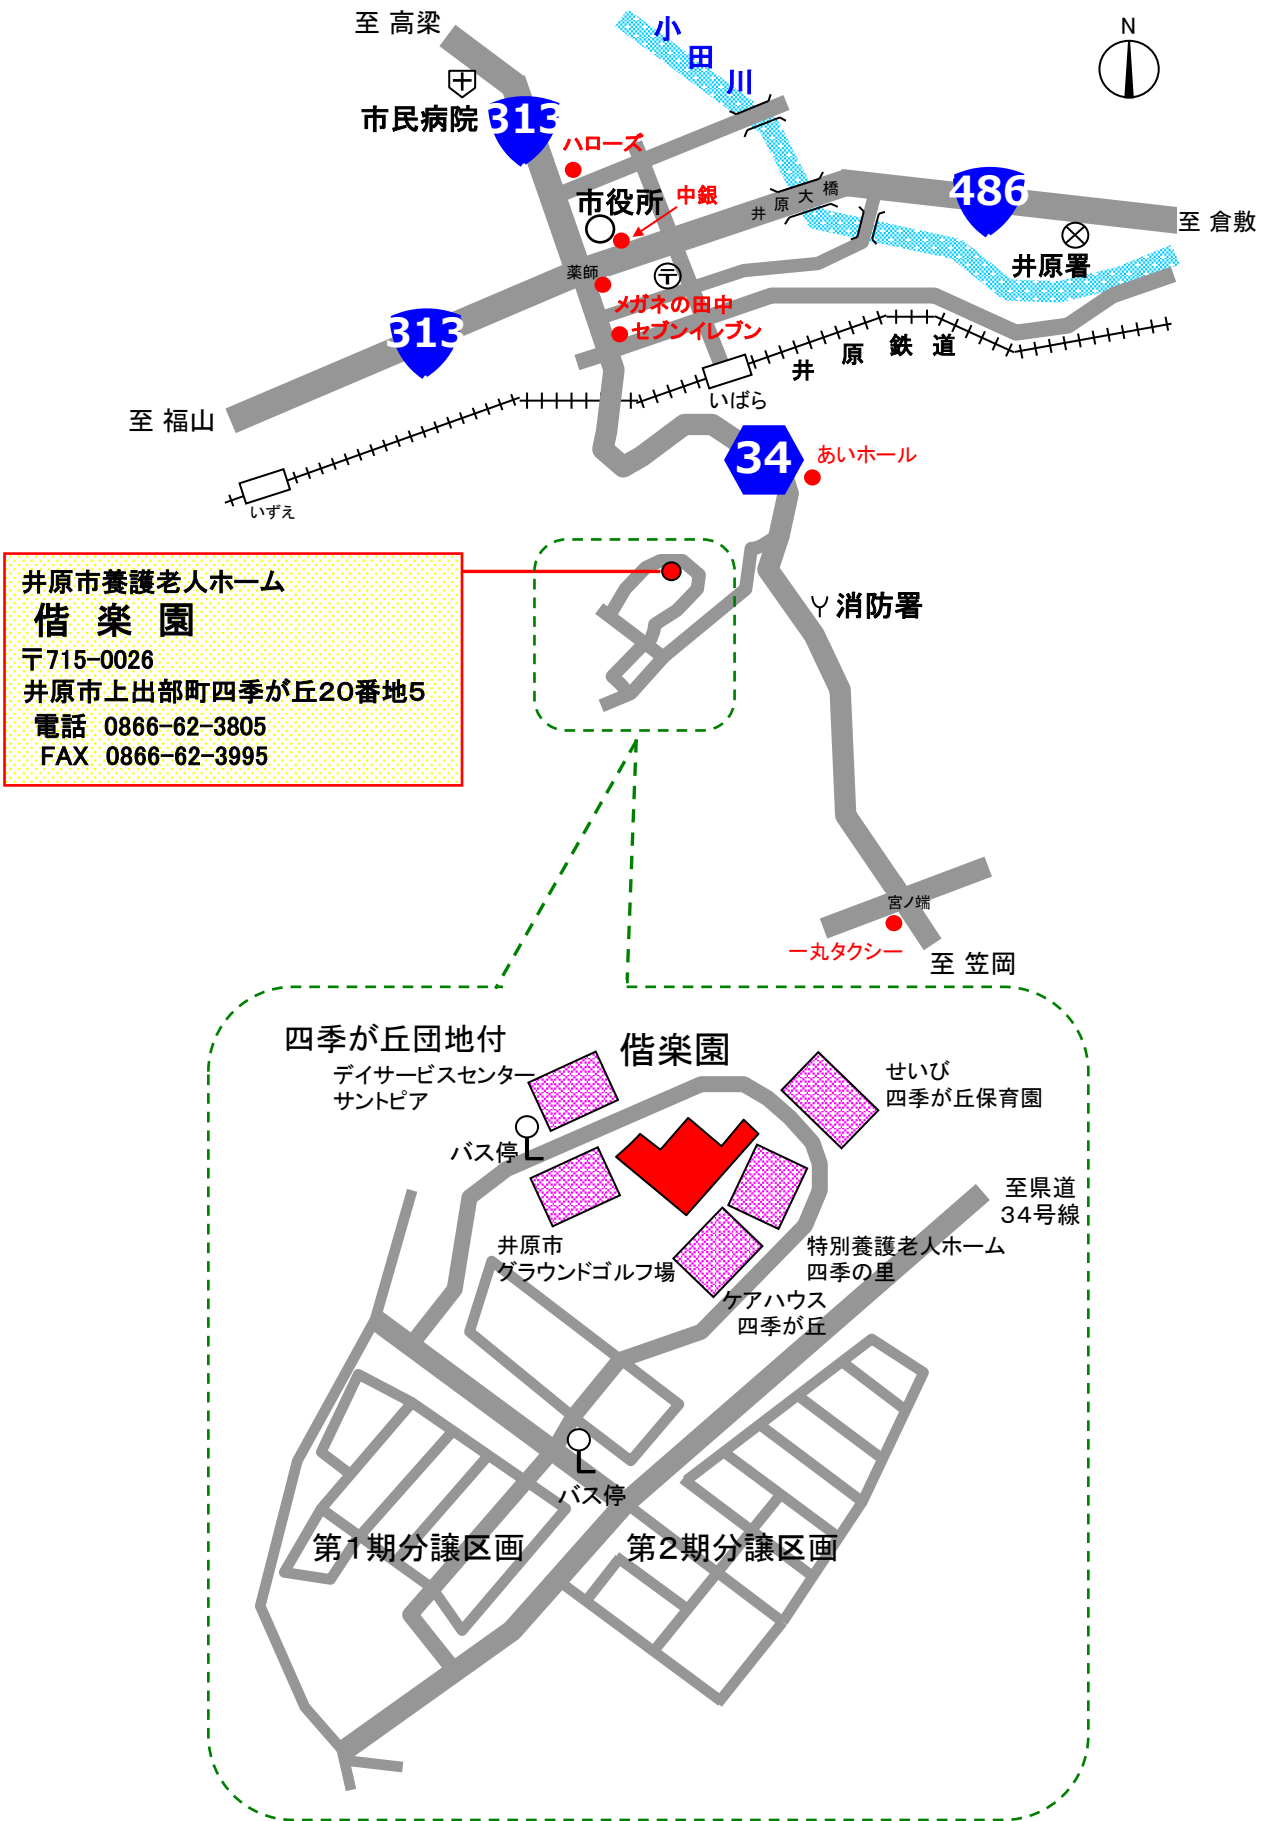 至 高梁
N
小田川
市民病院
313
ハローズ
市役所
中銀
井原大橋
486
至 倉敷
薬師
〒
井原署
メガネの田中
セブンイレブン
313
井原鉄道
いばら
至 福山
34
あいホール
いずえ
井原市養護老人ホーム
偕楽園
〒715-0026
井原市上出部町四季が丘20番地5
電話 0866-62-3805
FAX 0866-62-3995
消防署
宮ノ端
一丸タクシー
至 笠岡
四季が丘団地付
偕楽園
デイサービスセンター
サントピア
せいび
四季が丘保育園
バス停
至県道
34号線
井原市
グラウンドゴルフ場
特別養護老人ホーム
四季の里
ケアハウス
四季が丘
バス停
第1期分譲区画
第2期分譲区画